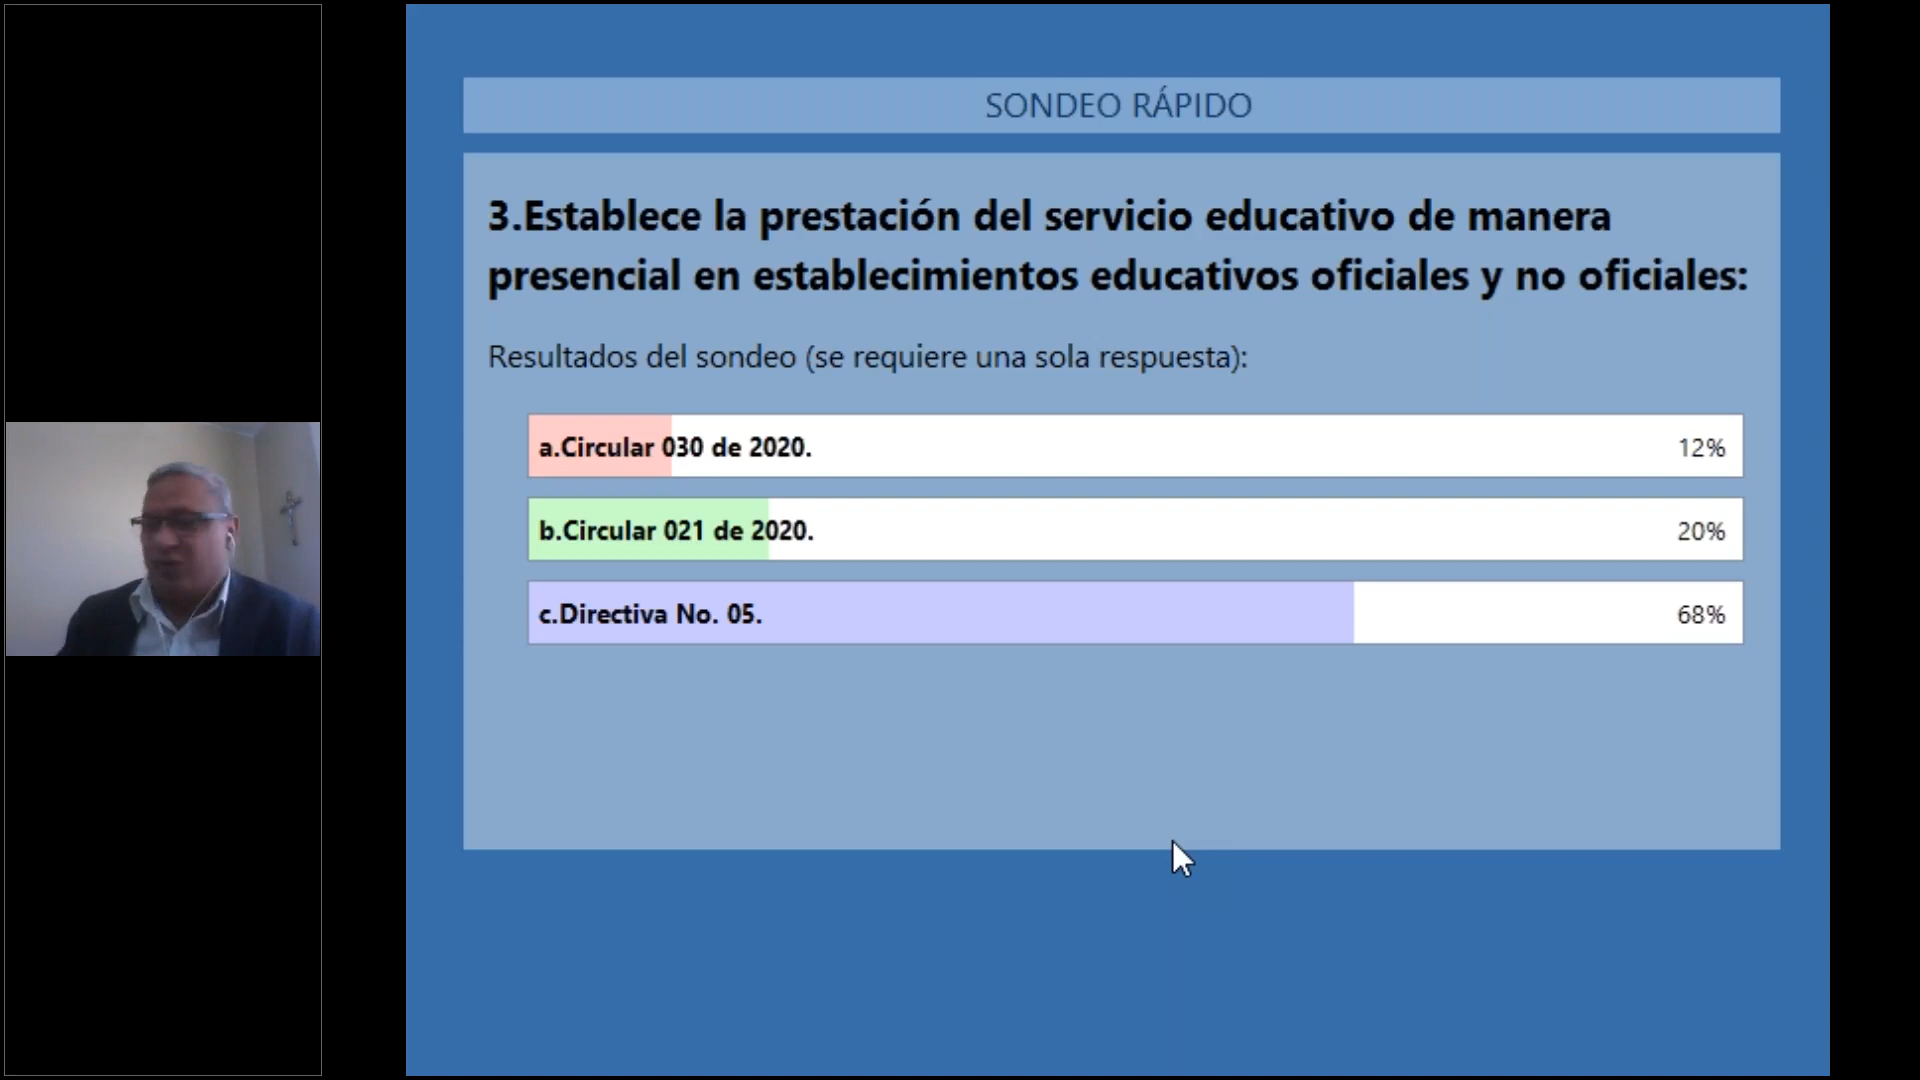 SONDEO RÁPIDO
3.Establece la prestación del servicio educativo de manera
presencial en establecimientos educativos oficiales y no oficiales:
Resultados del sondeo (se requiere una sola respuesta):
a.Circular 030 de 2020. 12%
b.Circular 021 de 2020. 20%
c.Directiva No. 05. 68%